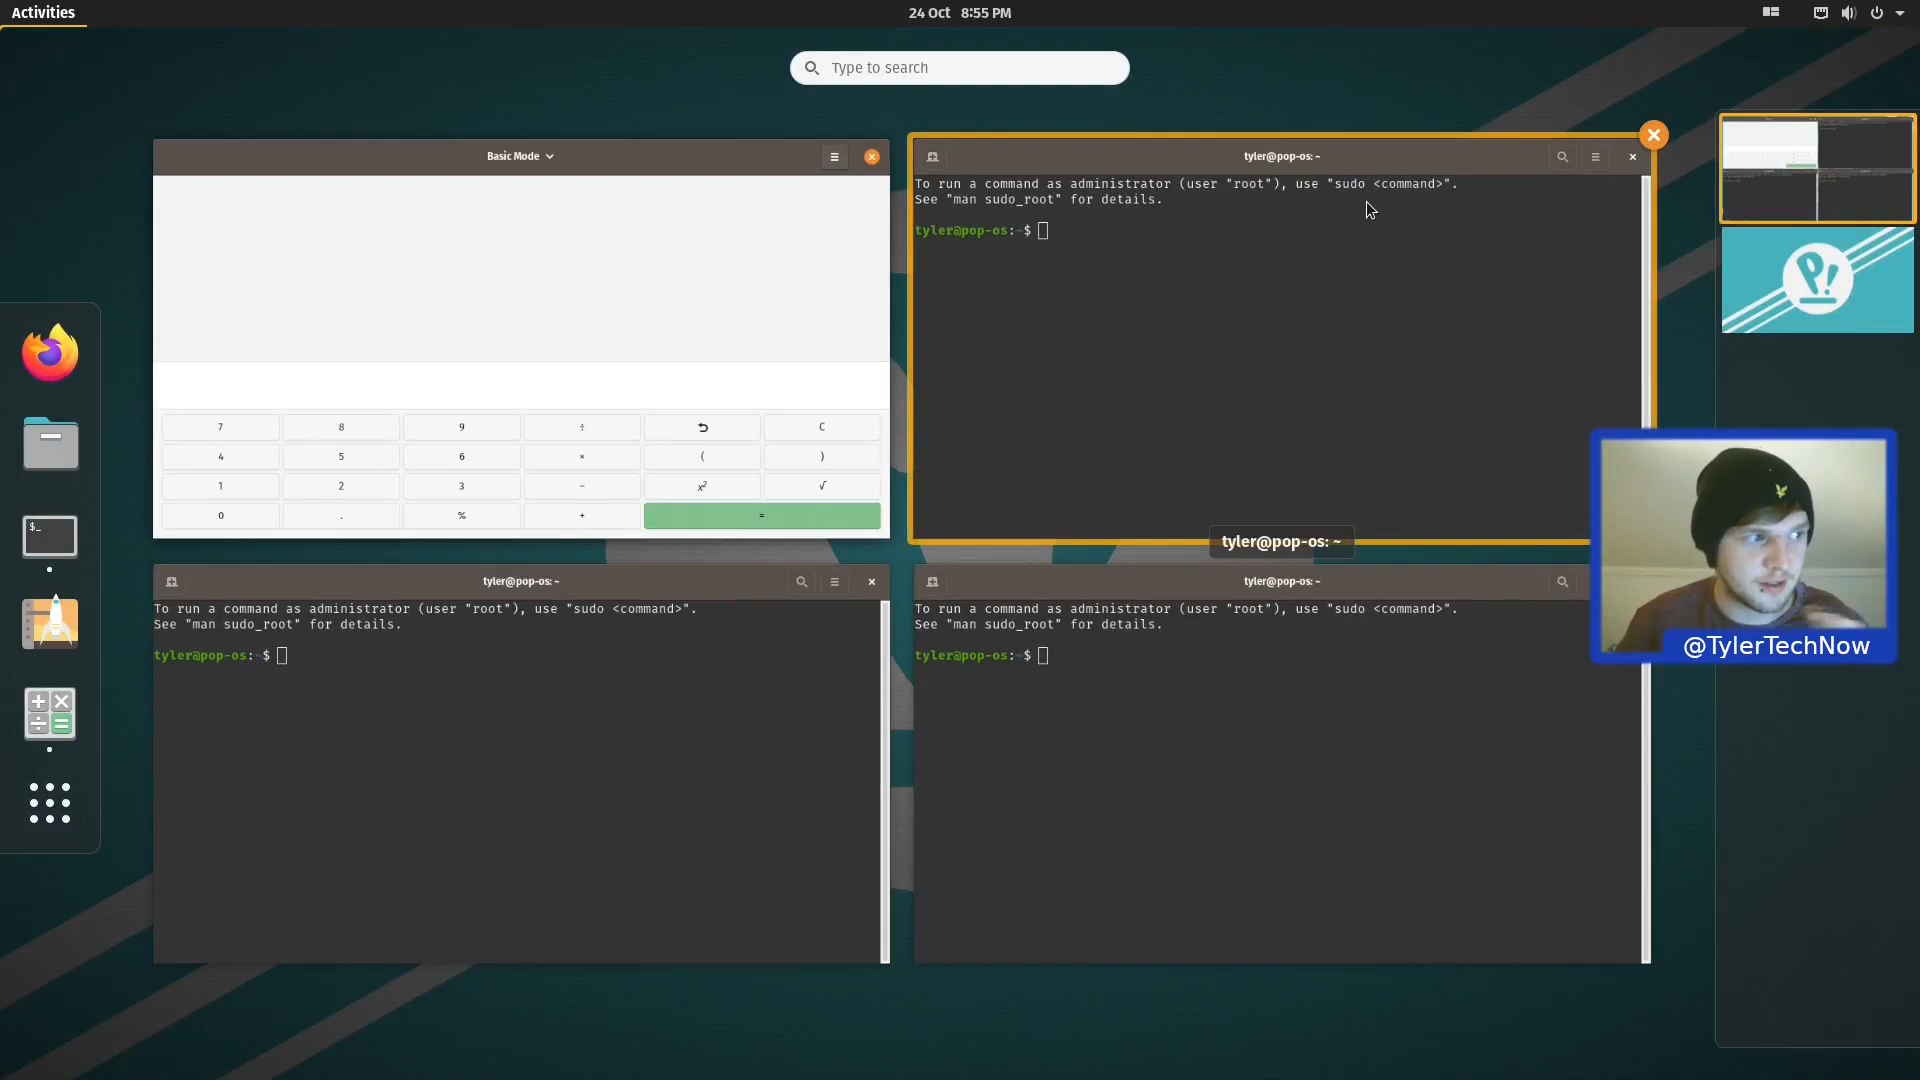 Activities
24 Oct 8:55 PM
Type to search
Basic Mode
7 8 9 ÷ C
4 5 6 × ( )
1 2 3 − x² √
0 . % + =
tyler@pop-os: ~
To run a command as administrator (user "root"), use "sudo <command>".
See "man sudo_root" for details.
tyler@pop-os:~$
tyler@pop-os: ~
tyler@pop-os: ~
To run a command as administrator (user "root"), use "sudo <command>".
See "man sudo_root" for details.
tyler@pop-os:~$
tyler@pop-os: ~
To run a command as administrator (user "root"), use "sudo <command>".
See "man sudo_root" for details.
tyler@pop-os:~$
@TylerTechNow
$_
P!